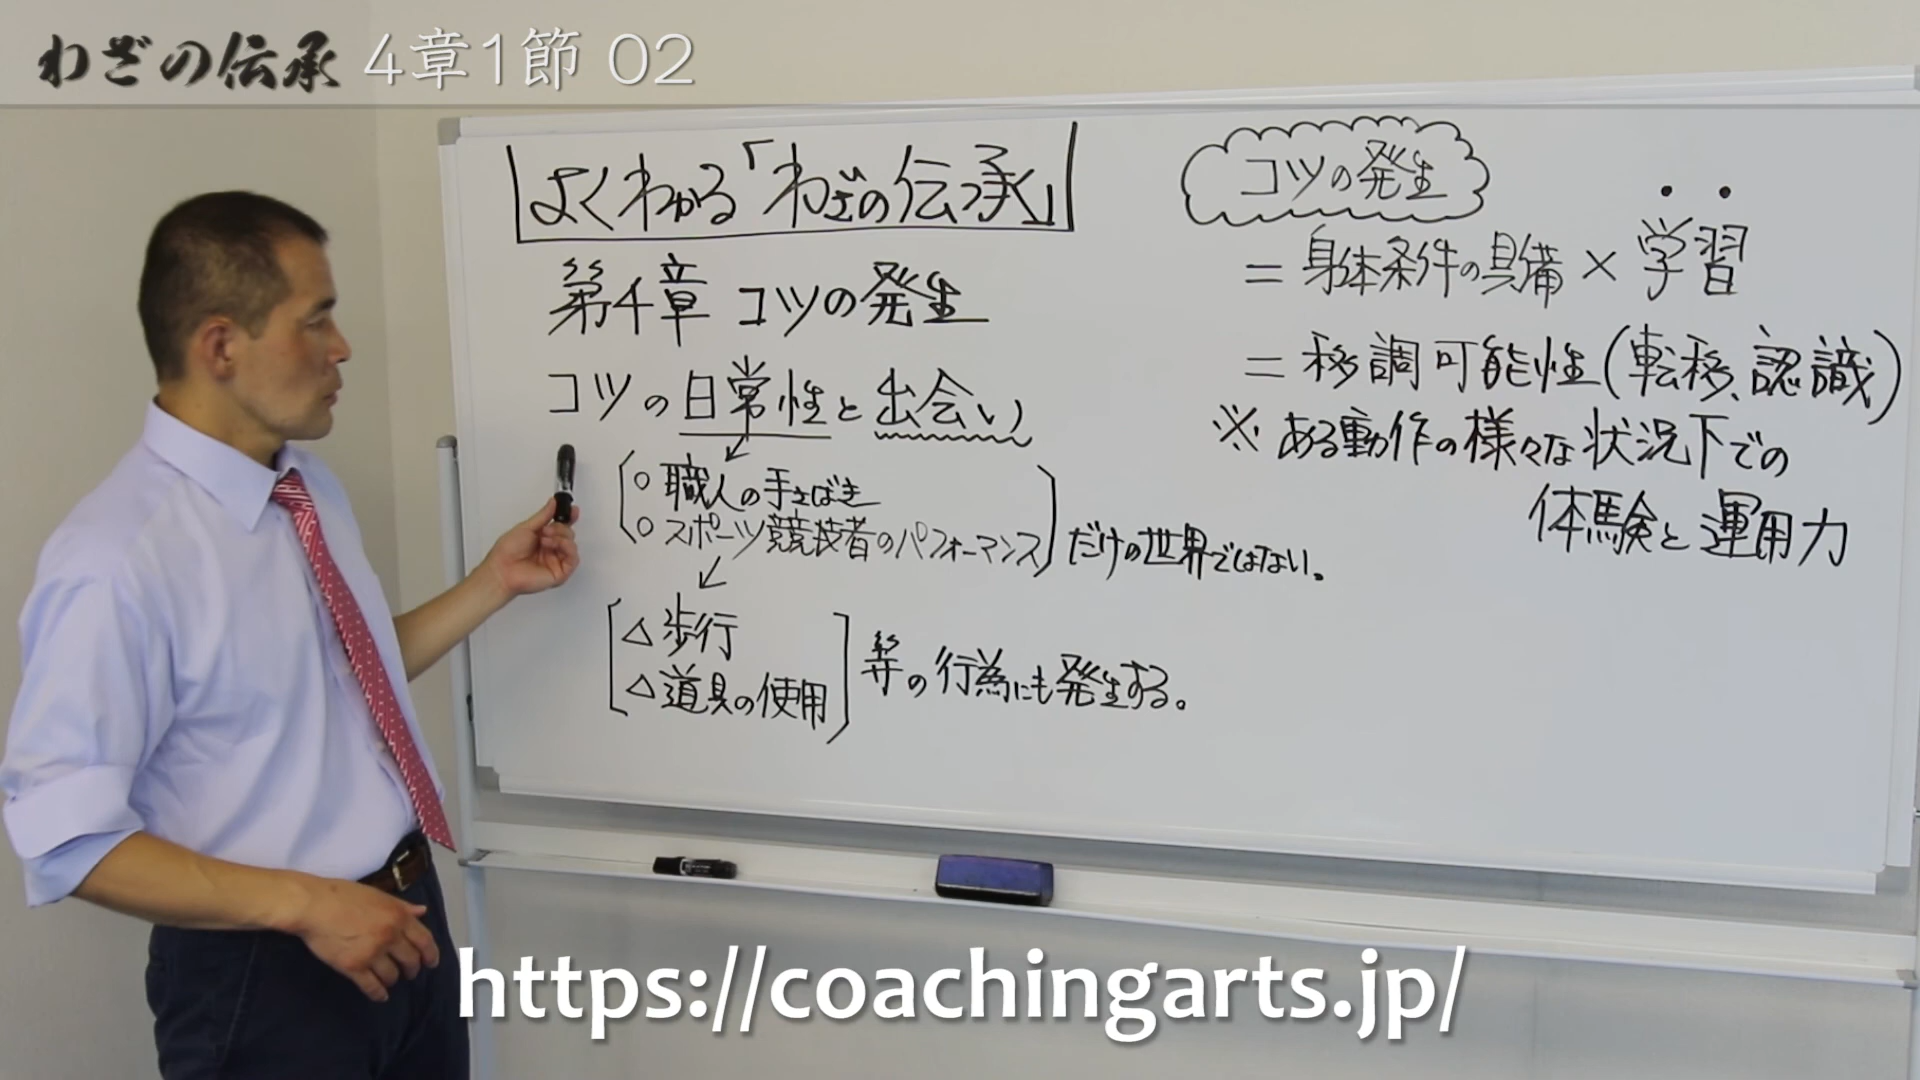 わざの伝承 4章1節 02
よくわかる「わざの伝承」
第4章 コツの発生
コツの日常性と出会い
○ 職人の手さばき
○ スポーツ競技者のパフォーマンス
だけの世界ではない。
△ 歩行
△ 道具の使用
等の行為にも発生する。
コツの発生
= 身体条件の具備 × 学習
= 移調可能性(転移、認識)
※ ある動作の様々な状況下での
体験と運用力
https://coachingarts.jp/